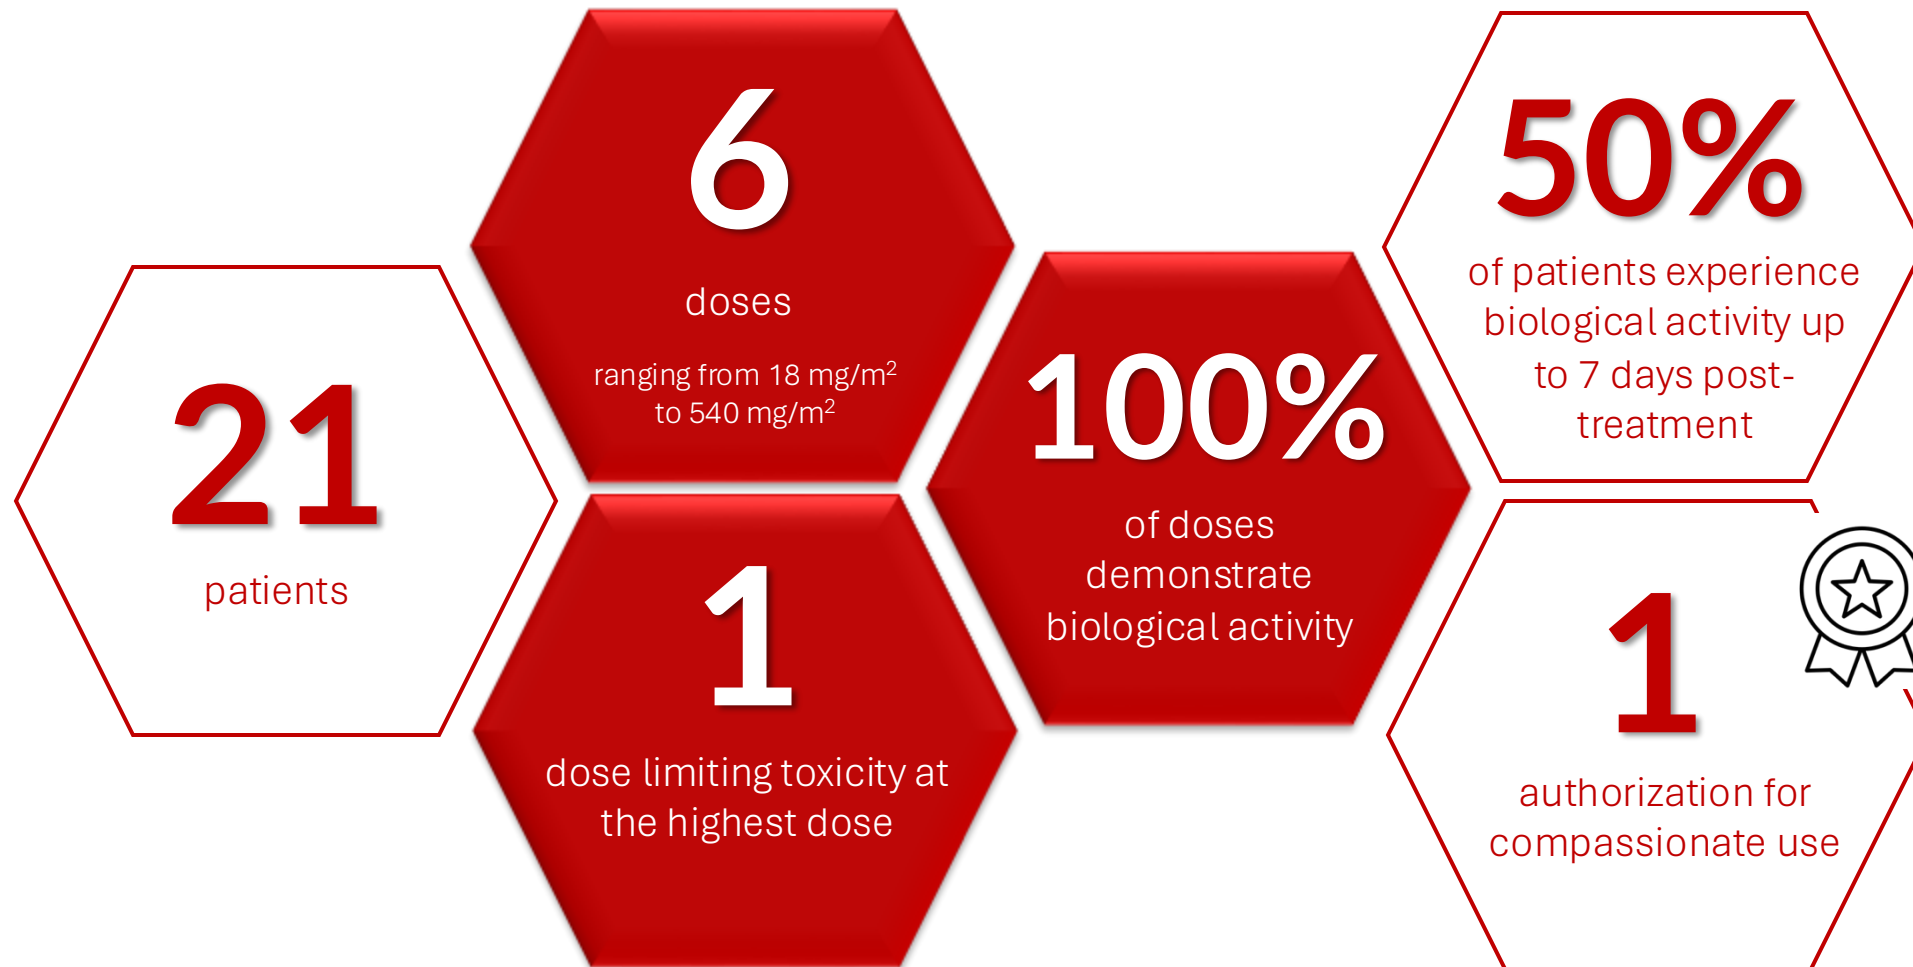 21
patients
6
doses
ranging from 18 mg/m²
to 540 mg/m²
1
dose limiting toxicity at
the highest dose
100%
of doses
demonstrate
biological activity
50%
of patients experience
biological activity up
to 7 days post-
treatment
1
authorization for
compassionate use